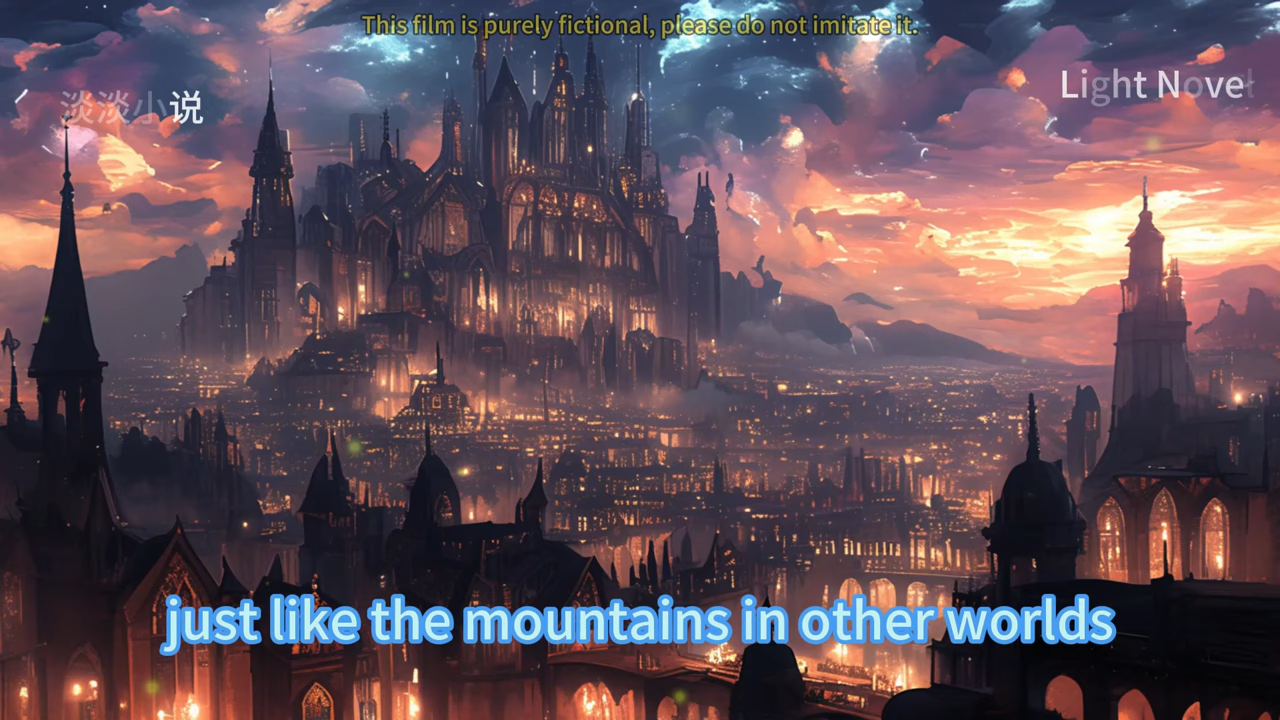 This film is purely fictional, please do not imitate it.
淡淡小说
Light Novel
just like the mountains in other worlds